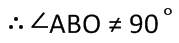 ∴ ∠ABO ≠ 90°